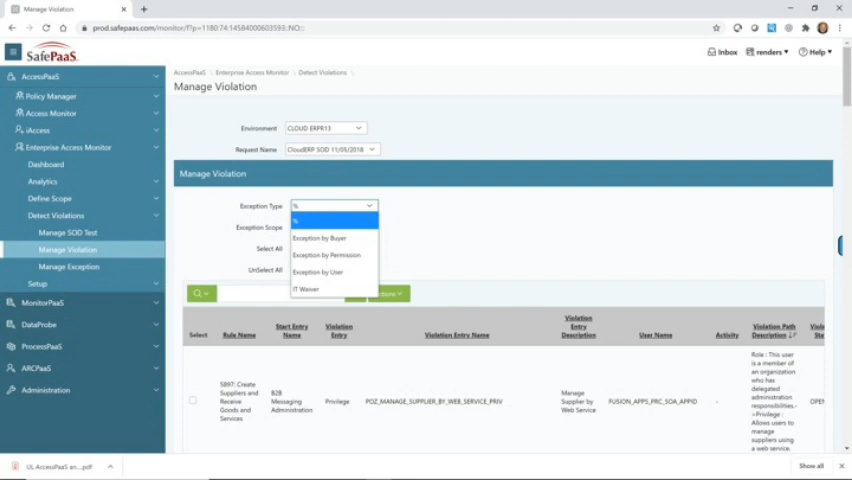 Manage Violation
prod.safepaas.com/monitor/f?p=1180:74:14584000603593::NO:::
SafePaaS
Inbox
renders
Help
AccessPaaS
Policy Manager
Access Monitor
iAccess
Enterprise Access Monitor
Dashboard
Analytics
Define Scope
Detect Violations
Manage SOD Test
Manage Violation
Manage Exception
Setup
MonitorPaaS
DataProbe
ProcessPaaS
ARCPaaS
Administration
AccessPaaS \ Enterprise Access Monitor \ Detect Violations \
Manage Violation
Environment CLOUD ERPR13
Request Name CloudERP SOD 11/05/2018
Manage Violation
Exception Type %
Exception Scope %
Exception by Buyer
Select All
Exception by Permission
UnSelect All
Exception by User
IT Waiver
ctions
Select
Rule Name
Start Entry
Name
Violation
Entry
Violation Entry Name
Violation
Entry
Description
User Name
Activity
Violation Path
Description
5897: Create
Suppliers and
Receive
Goods and
Services
B2B
Messaging
Administration
Privilege
POZ_MANAGE_SUPPLIER_BY_WEB_SERVICE_PRIV
Manage
Supplier by
Web Service
FUSION_APPS_PRC_SOA_APPID
-
Role : This user
is a member of
an organization
who has
delegated
administration
responsibilities.-
>Privilege :
Allows users to
manage
suppliers using
a web service.
OPEN
UL AccessPaaS an....pdf
Show all